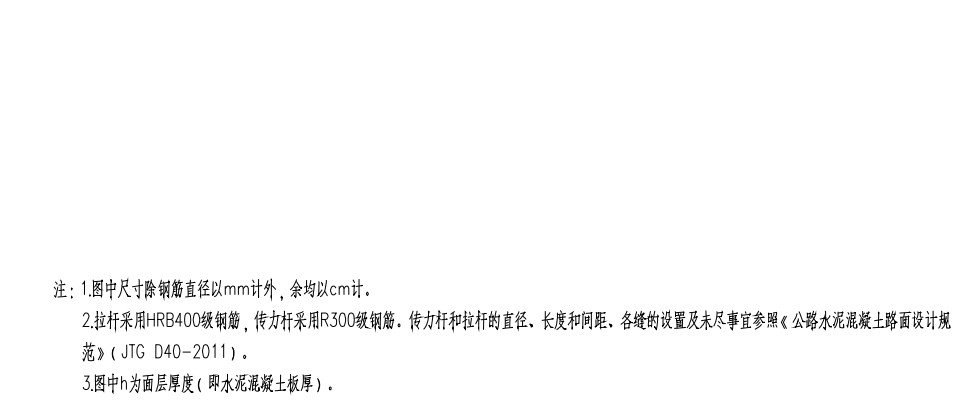 注：1.图中尺寸除钢筋直径以mm计外，余均以cm计。
2.拉杆采用HRB400级钢筋，传力杆采用R300级钢筋。传力杆和拉杆的直径、长度和间距、各缝的设置及未尽事宜参照《公路水泥混凝土路面设计规
范》（JTG D40-2011）。
3.图中h为面层厚度（即水泥混凝土板厚）。